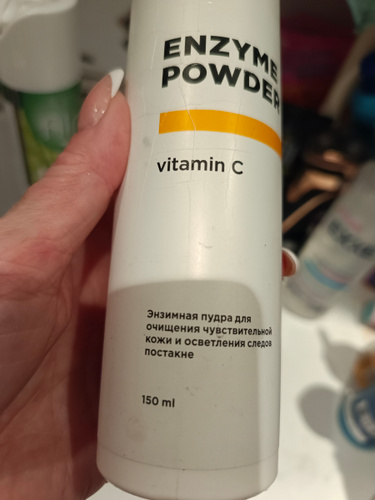 ENZYME
POWDER
vitamin C
Энзимная пудра для
очищения чувствительной
кожи и осветления следов
постакне
150 ml